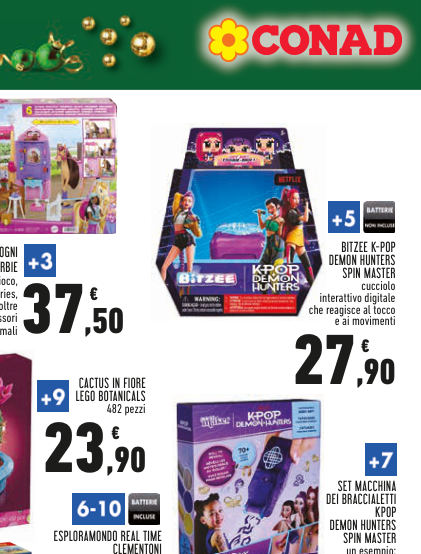 CONAD
6
NETFLIX
Bitzee
K-POP
DEMON
HUNTERS
WARNING:
+5
BATTERIE
NON INCLUSE
BITZEE K-POP
DEMON HUNTERS
SPIN MASTER
cucciolo
interattivo digitale
che reagisce al tocco
e ai movimenti
27,90 €
OGNI
RBIE
ioco,
ries,
oltre
ssori
mali
+3
37,50 €
+9
CACTUS IN FIORE
LEGO BOTANICALS
482 pezzi
23,90 €
6-10
BATTERIE
INCLUSE
ESPLORAMONDO REAL TIME
CLEMENTONI
K-POP
DEMON HUNTERS
70+
+7
SET MACCHINA
DEI BRACCIALETTI
KPOP
DEMON HUNTERS
SPIN MASTER
un esempio: